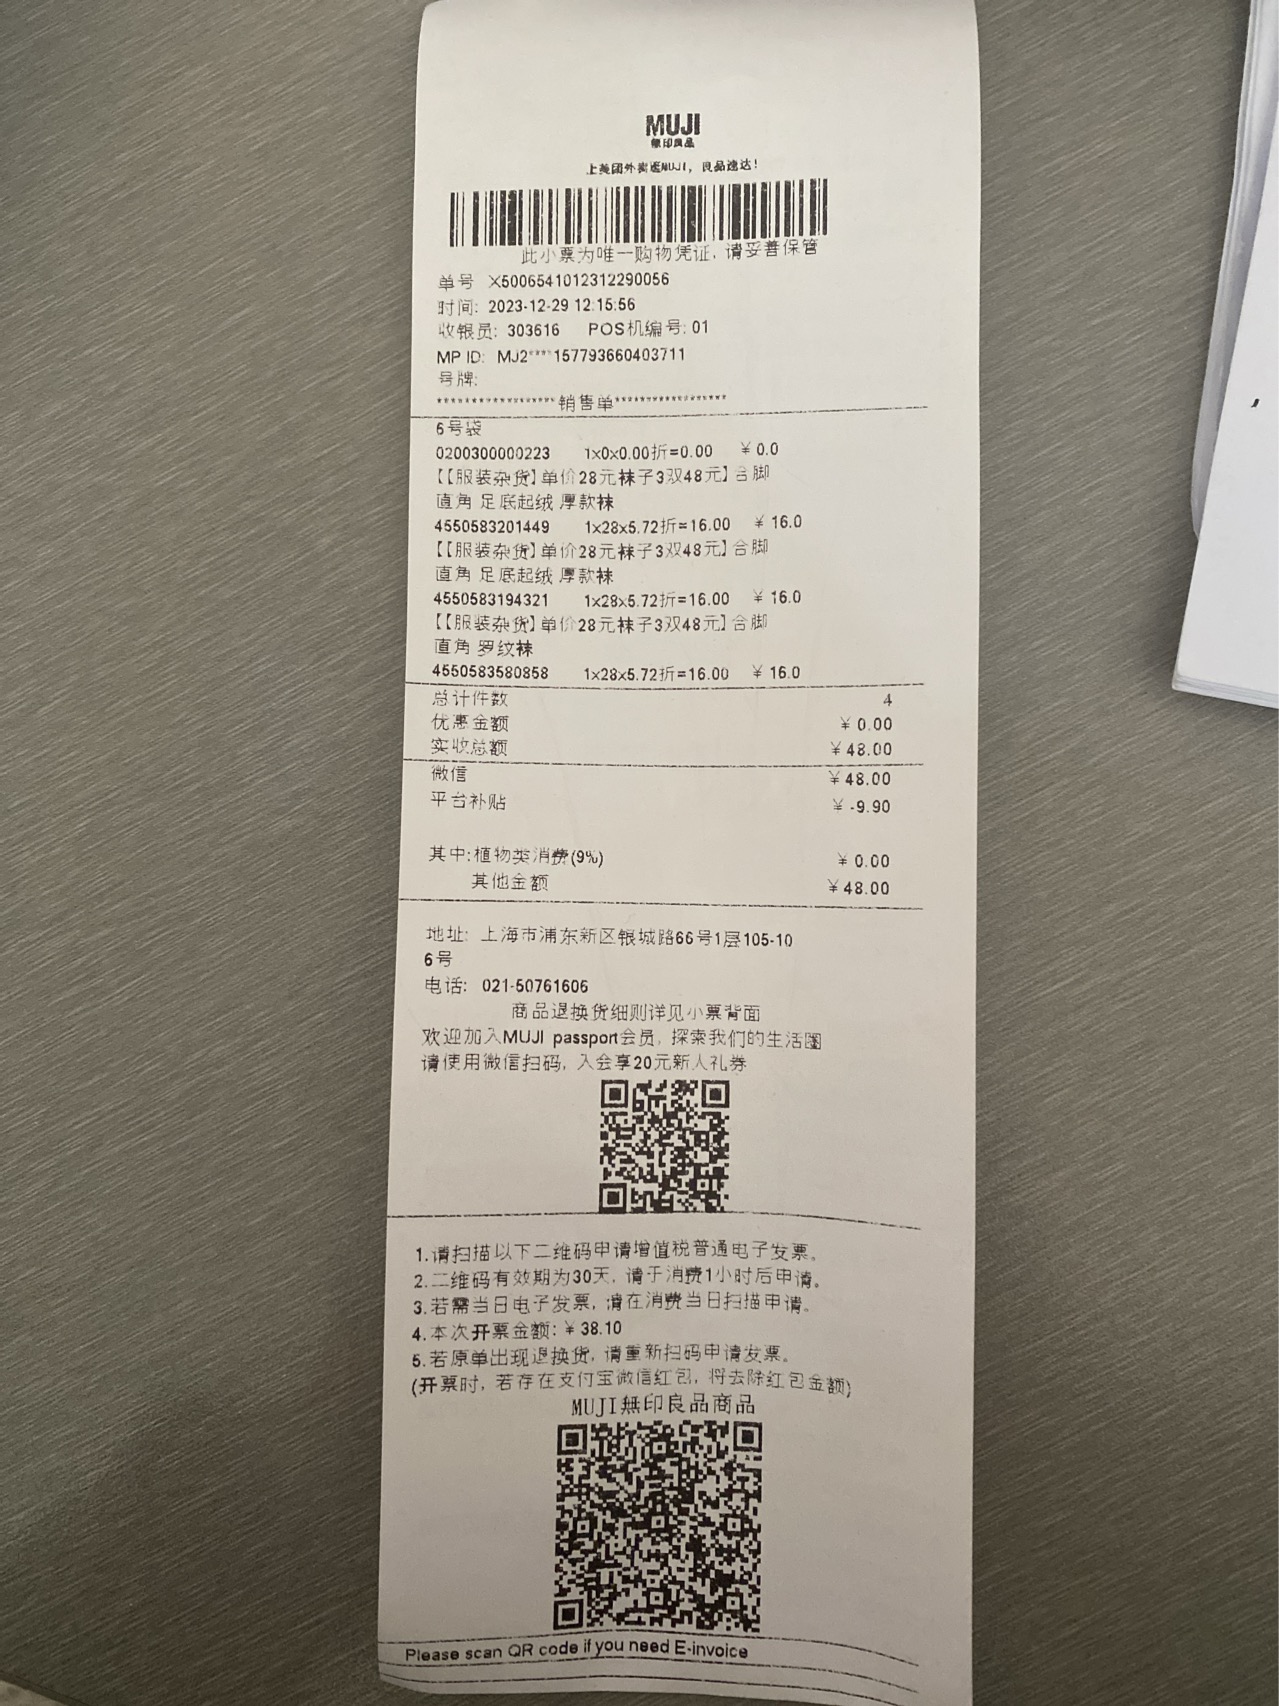 MUJI
無印良品
上美团外卖逛MUJI，良品速达！
此小票为唯一购物凭证，请妥善保管
单号 X5006541012312290056
时间: 2023-12-29 12:15:56
收银员: 303616 POS机编号: 01
MP ID: MJ2****157793660403711
号牌:
********************销售单********************
6号袋
0200300000223 1x0x0.00折=0.00 ￥0.0
【【服装杂货】单价28元袜子3双48元】合脚
直角 足底起绒 厚款袜
4550583201449 1x28x5.72折=16.00 ￥16.0
【【服装杂货】单价28元袜子3双48元】合脚
直角 足底起绒 厚款袜
4550583194321 1x28x5.72折=16.00 ￥16.0
【【服装杂货】单价28元袜子3双48元】合脚
直角 罗纹袜
4550583580858 1x28x5.72折=16.00 ￥16.0
总计件数 4
优惠金额 ￥0.00
实收总额 ￥48.00
微信 ￥48.00
平台补贴 ￥-9.90
其中:植物类消费(9%) ￥0.00
其他金额 ￥48.00
地址: 上海市浦东新区银城路66号1层105-10
6号
电话: 021-50761606
商品退换货细则详见小票背面
欢迎加入MUJI passport会员，探索我们的生活圈
请使用微信扫码，入会享20元新人礼券
1.请扫描以下二维码申请增值税普通电子发票。
2.二维码有效期为30天，请于消费1小时后申请。
3.若需当日电子发票，请在消费当日扫描申请。
4.本次开票金额:￥38.10
5.若原单出现退换货，请重新扫码申请发票。
(开票时，若存在支付宝微信红包，将去除红包金额)
MUJI無印良品商品
Please scan QR code if you need E-invoice